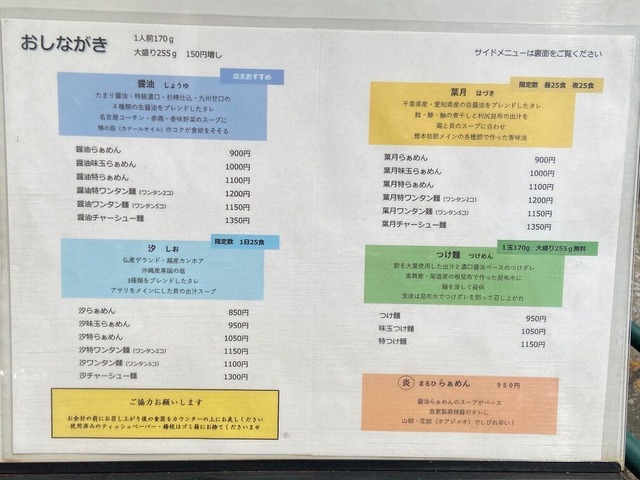 おしながき
1人前170g
大盛り255g 150円増し
サイドメニューは裏面をご覧ください
店主おすすめ
醤油 しょうゆ
たまり醤油・特級濃口・杉樽仕込・九州甘口の
4種類の生醤油をブレンドしたタレ
名古屋コーチン・赤鶏・香味野菜のスープに
鴨の脂(カナールオイル)のコクが食欲をそそる
醤油らぁめん 900円
醤油味玉らぁめん 1000円
醤油特らぁめん 1100円
醤油特ワンタン麺(ワンタン2コ) 1200円
醤油ワンタン麺(ワンタン5コ) 1150円
醤油チャーシュー麺 1350円
限定数 1日25食
汐 しお
仏産ゲランド・越産カンホア
沖縄産粟国の塩
3種類をブレンドしたタレ
アサリをメインにした貝の出汁スープ
汐らぁめん 850円
汐味玉らぁめん 950円
汐特らぁめん 1050円
汐特ワンタン麺(ワンタン2コ) 1150円
汐ワンタン麺(ワンタン5コ) 1100円
汐チャーシュー麺 1300円
ご協力お願いします
お会計の前にお召し上がり後の食器をカウンターの上にお戻しください
使用済みのティッシュペーパー・楊枝はゴミ箱にお捨てくださいませ
限定数 昼25食 夜25食
葉月 はづき
千葉県産・愛知県産の白醤油をブレンドしたタレ
鯖・鯵・鰯の煮干しと利尻昆布の出汁を
鶏と貝のスープに合わせ
根本枯節メインの各種節で作った香味油
葉月らぁめん 900円
葉月味玉らぁめん 1000円
葉月特らぁめん 1100円
葉月特ワンタン麺(ワンタン2コ) 1200円
葉月ワンタン麺(ワンタン5コ) 1150円
葉月チャーシュー麺 1350円
1玉170g 大盛り255g無料
つけ麺 つけめん
節を大量使用した出汁と濃口醤油ベースのつけダレ
歯舞産・尾道産の根昆布で作った昆布水に
麺を浸して提供
食後は昆布水でつけダレを割って召し上がれ
つけ麺 950円
味玉つけ麺 1050円
特つけ麺 1150円
炎 まるひらぁめん 950円
醤油らぁめんのスープがベース
自家製麻辣醤のタレに
山椒・花椒(ホアジャオ)でしびれ辛い!